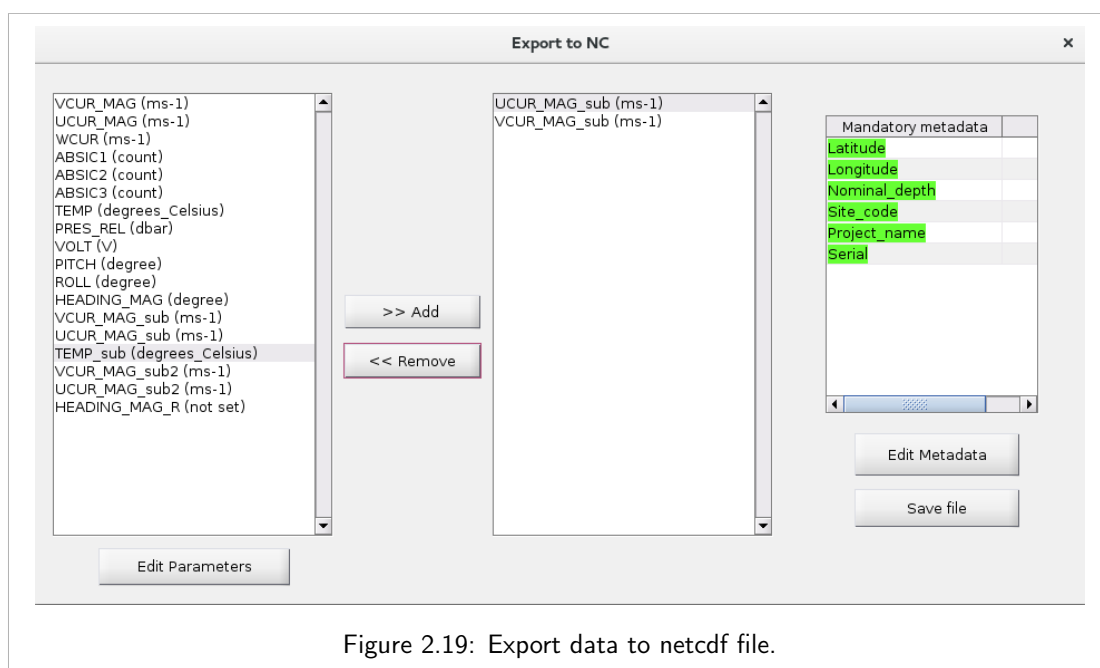 Export to NC
×
VCUR_MAG (ms-1)
UCUR_MAG (ms-1)
WCUR (ms-1)
ABSIC1 (count)
ABSIC2 (count)
ABSIC3 (count)
TEMP (degrees_Celsius)
PRES_REL (dbar)
VOLT (V)
PITCH (degree)
ROLL (degree)
HEADING_MAG (degree)
VCUR_MAG_sub (ms-1)
UCUR_MAG_sub (ms-1)
TEMP_sub (degrees_Celsius)
VCUR_MAG_sub2 (ms-1)
UCUR_MAG_sub2 (ms-1)
HEADING_MAG_R (not set)
Edit Parameters
>> Add
<< Remove
UCUR_MAG_sub (ms-1)
VCUR_MAG_sub (ms-1)
Mandatory metadata
Latitude
Longitude
Nominal_depth
Site_code
Project_name
Serial
Edit Metadata
Save file
Figure 2.19: Export data to netcdf file.